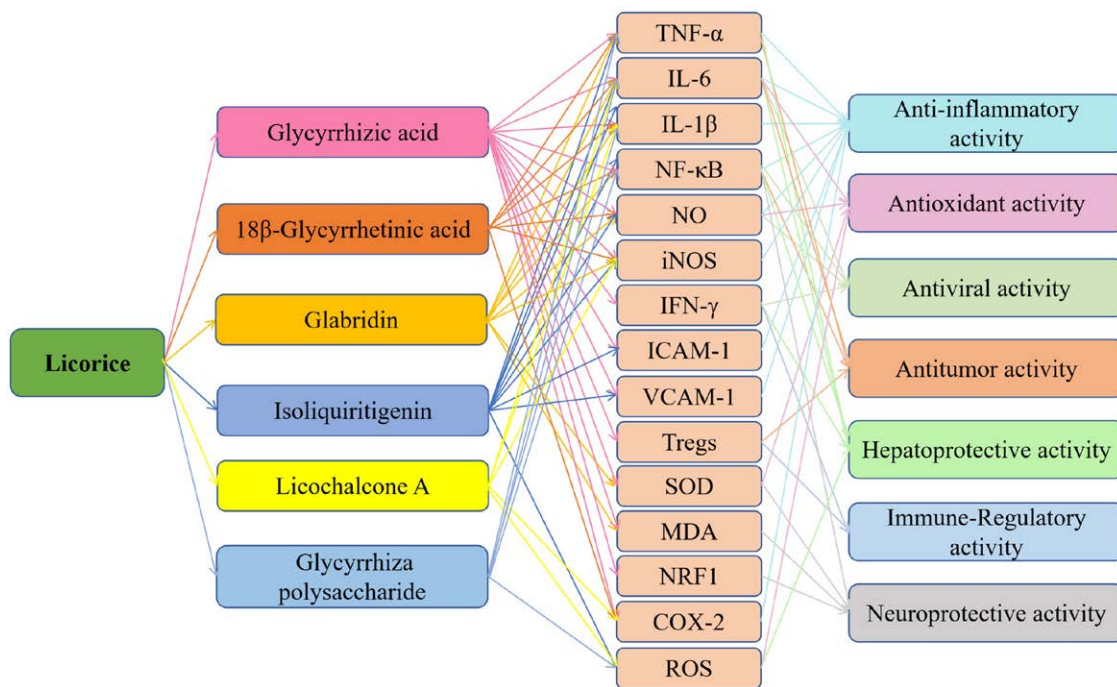 Licorice
Glycyrrhizic acid
18β-Glycyrrhetinic acid
Glabridin
Isoliquiritigenin
Licochalcone A
Glycyrrhiza
polysaccharide
TNF-α
IL-6
IL-1β
NF-κB
NO
iNOS
IFN-γ
ICAM-1
VCAM-1
Tregs
SOD
MDA
NRF1
COX-2
ROS
Anti-inflammatory
activity
Antioxidant activity
Antiviral activity
Antitumor activity
Hepatoprotective activity
Immune-Regulatory
activity
Neuroprotective activity